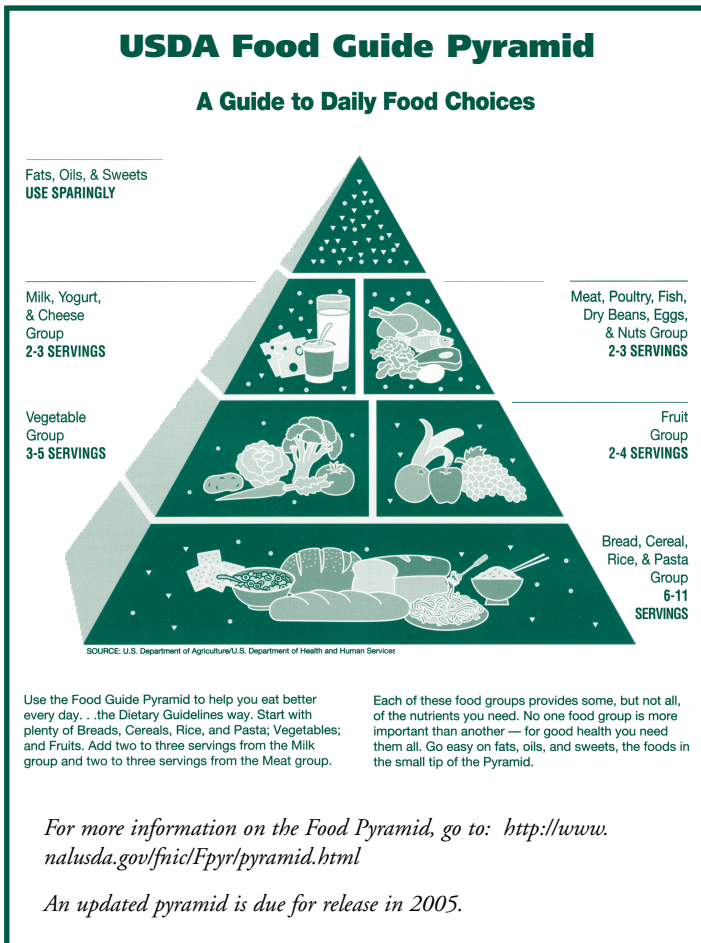 USDA Food Guide Pyramid
A Guide to Daily Food Choices
Fats, Oils, & Sweets
USE SPARINGLY
Milk, Yogurt,
& Cheese
Group
2-3 SERVINGS
Meat, Poultry, Fish,
Dry Beans, Eggs,
& Nuts Group
2-3 SERVINGS
Vegetable
Group
3-5 SERVINGS
Fruit
Group
2-4 SERVINGS
Bread, Cereal,
Rice, & Pasta
Group
6-11
SERVINGS
SOURCE: U.S. Department of Agriculture/U.S. Department of Health and Human Services
Use the Food Guide Pyramid to help you eat better
every day. . .the Dietary Guidelines way. Start with
plenty of Breads, Cereals, Rice, and Pasta; Vegetables;
and Fruits. Add two to three servings from the Milk
group and two to three servings from the Meat group.
Each of these food groups provides some, but not all,
of the nutrients you need. No one food group is more
important than another — for good health you need
them all. Go easy on fats, oils, and sweets, the foods in
the small tip of the Pyramid.
For more information on the Food Pyramid, go to: http://www.
nalusda.gov/fnic/Fpyr/pyramid.html
An updated pyramid is due for release in 2005.